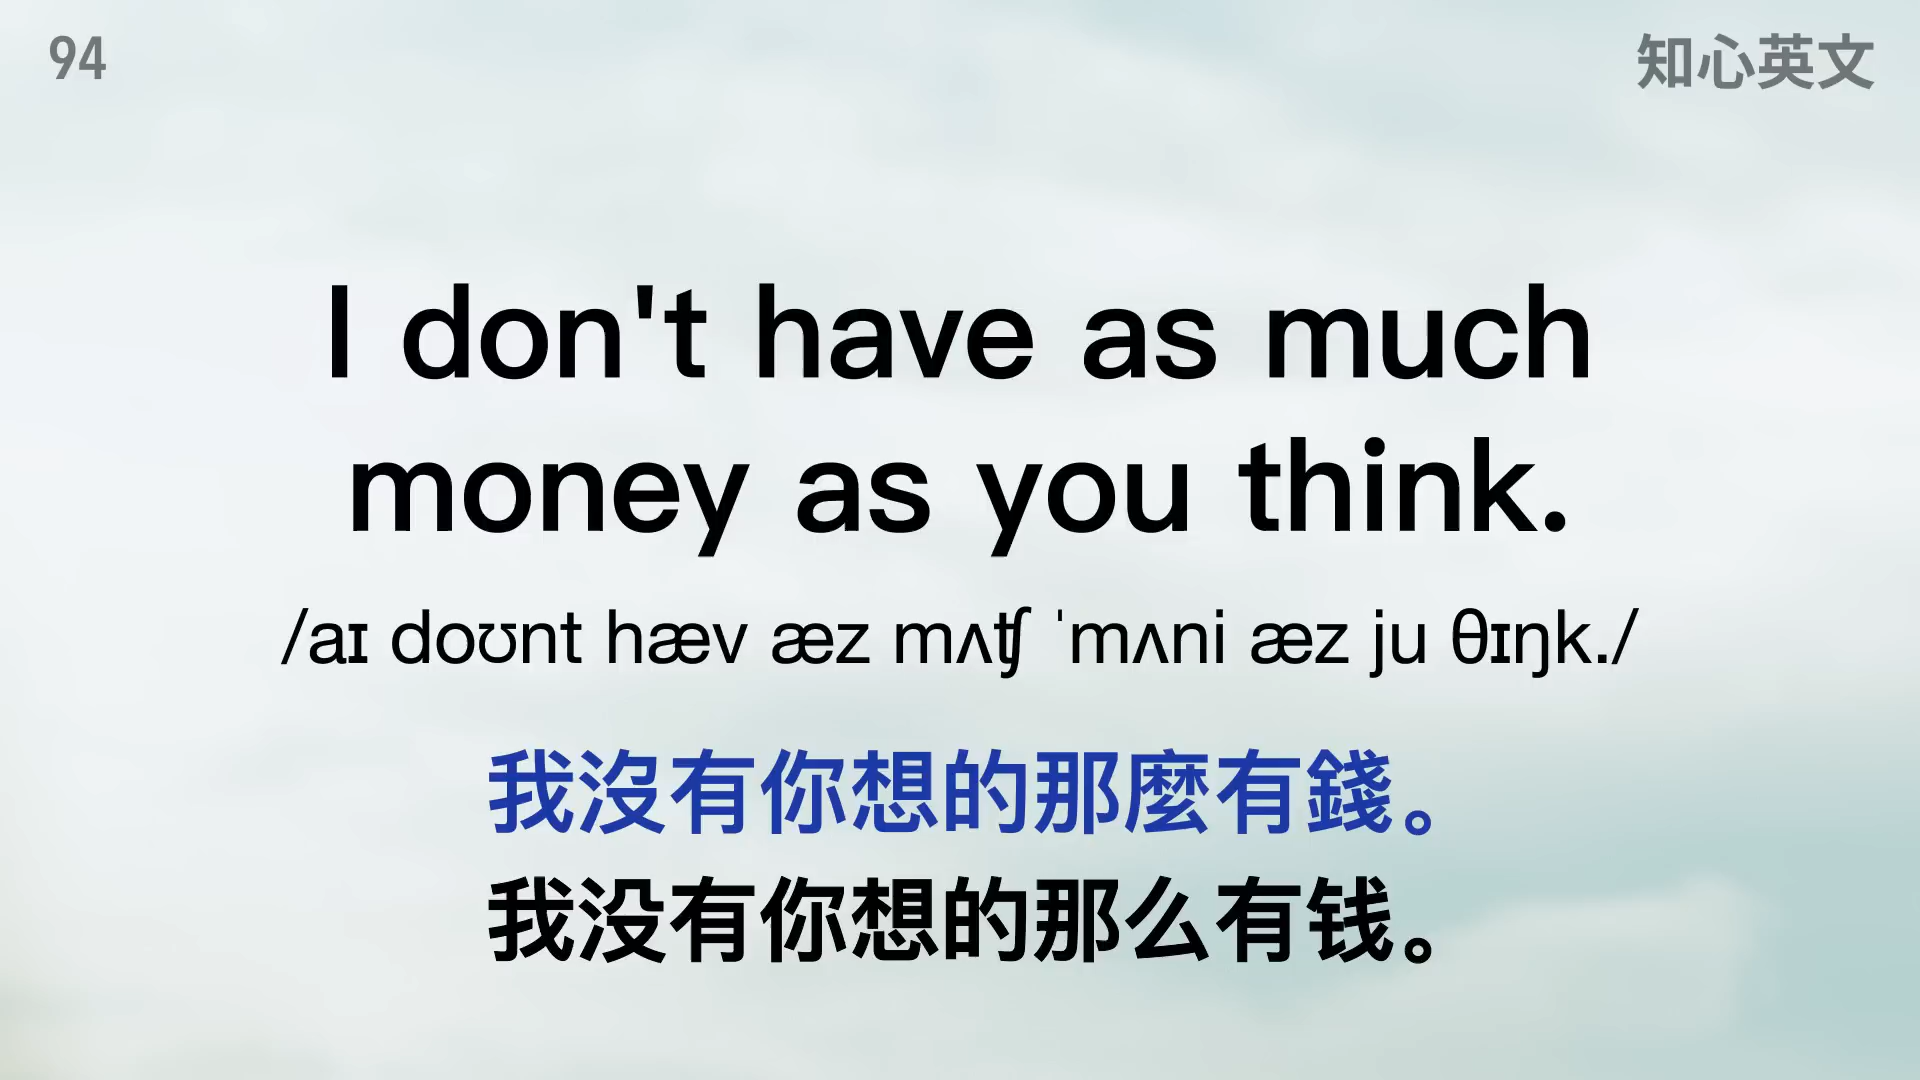 94
知心英文
I don't have as much
money as you think.
/aɪ doʊnt hæv æz mʌʧ ˈmʌni æz ju θɪŋk./
我沒有你想的那麼有錢。
我没有你想的那么有钱。